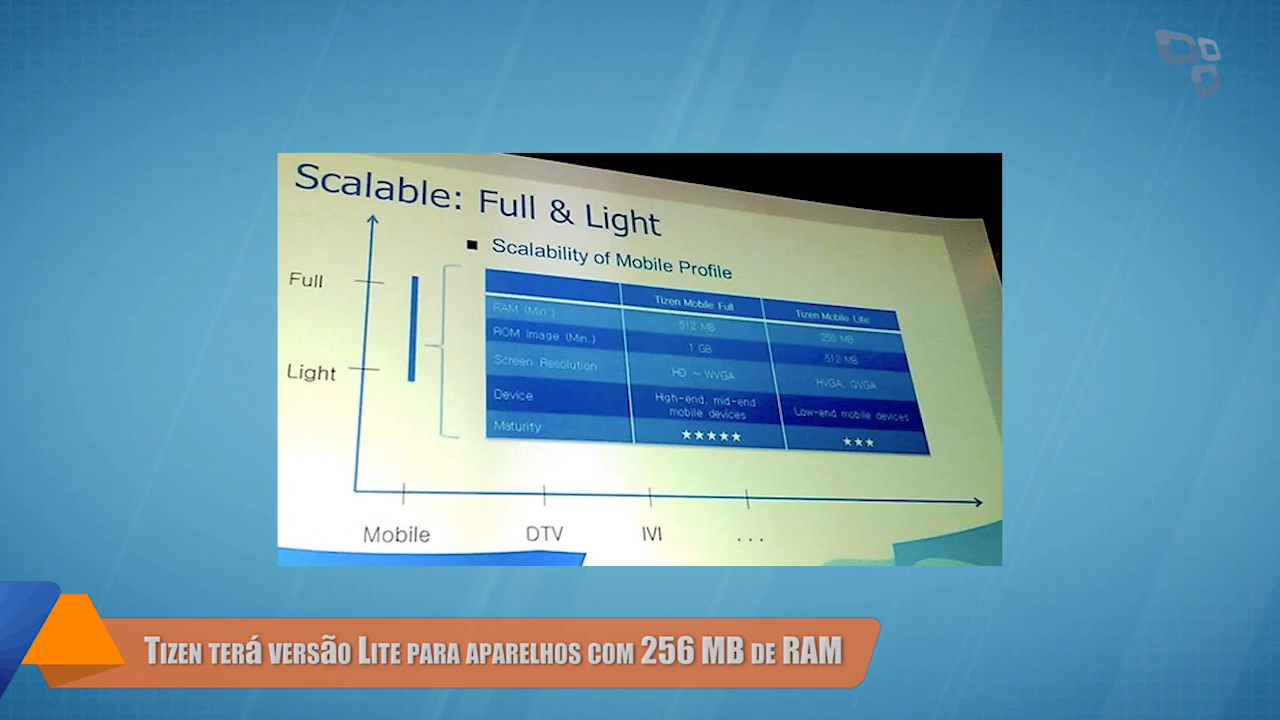 Scalable: Full & Light
■ Scalability of Mobile Profile
Full
Light
Tizen Mobile Full Tizen Mobile Lite
RAM (Min.) 512 MB 256 MB
ROM Image (Min.) 1 GB 512 MB
Screen Resolution HD ~ WVGA HVGA, QVGA
Device High-end, mid-end mobile devices Low-end mobile devices
Maturity ★★★★★ ★★★
Mobile DTV IVI ...
Tizen terá versão Lite para aparelhos com 256 MB de RAM